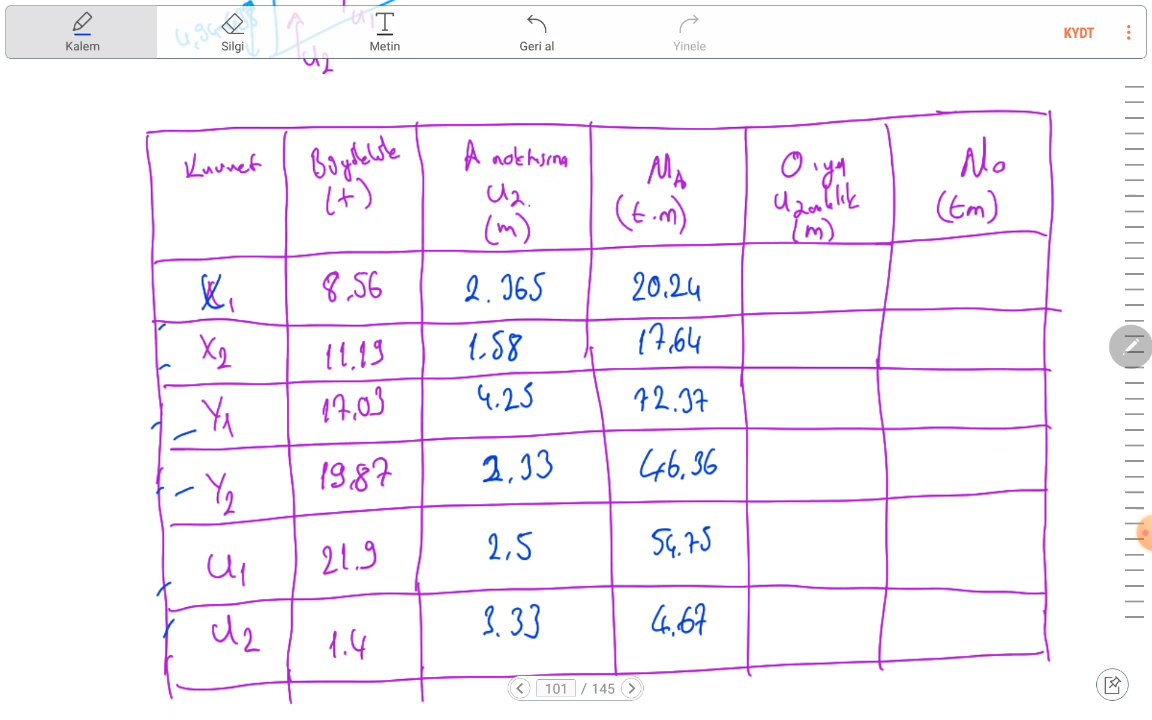 Kalem
Silgi
Metin
Geri al
Yinele
KYDT
U1
U2
Kuvvet
Büyüklük
(t)
A noktasına
uz.
(m)
MA
(t.m)
O'ya
uzaklık
(m)
Mo
(tm)
X1 8.56 2.365 20.24
X2 11.19 1.58 17.64
Y1 17.03 4.25 72.37
Y2 19.87 2.33 46.36
U1 21.9 2.5 54.75
U2 1.4 3.33 4.67
101 / 145